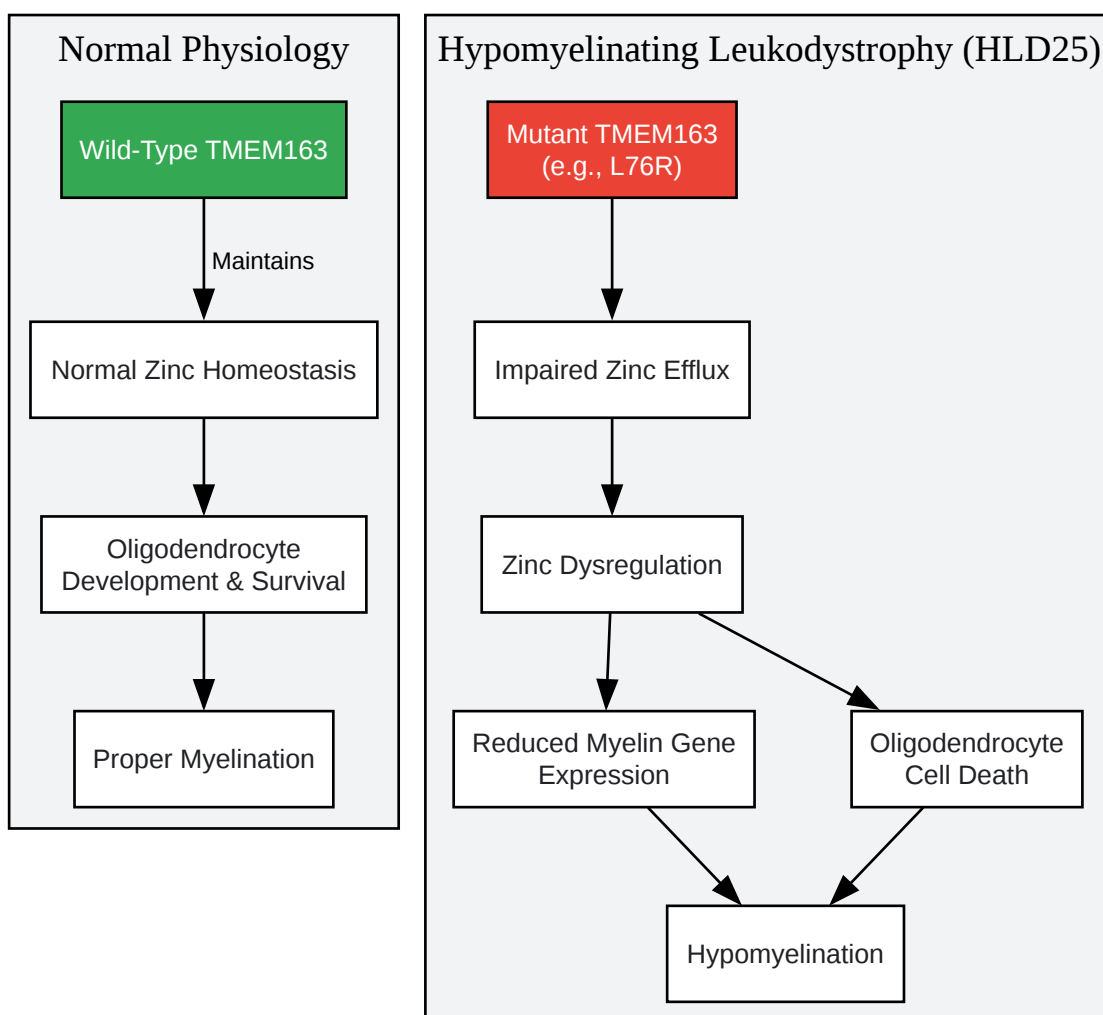 Normal Physiology
Wild-Type TMEM163
Maintains
Normal Zinc Homeostasis
Oligodendrocyte
Development & Survival
Proper Myelination
Hypomyelinating Leukodystrophy (HLD25)
Mutant TMEM163
(e.g., L76R)
Impaired Zinc Efflux
Zinc Dysregulation
Reduced Myelin Gene
Expression
Oligodendrocyte
Cell Death
Hypomyelination